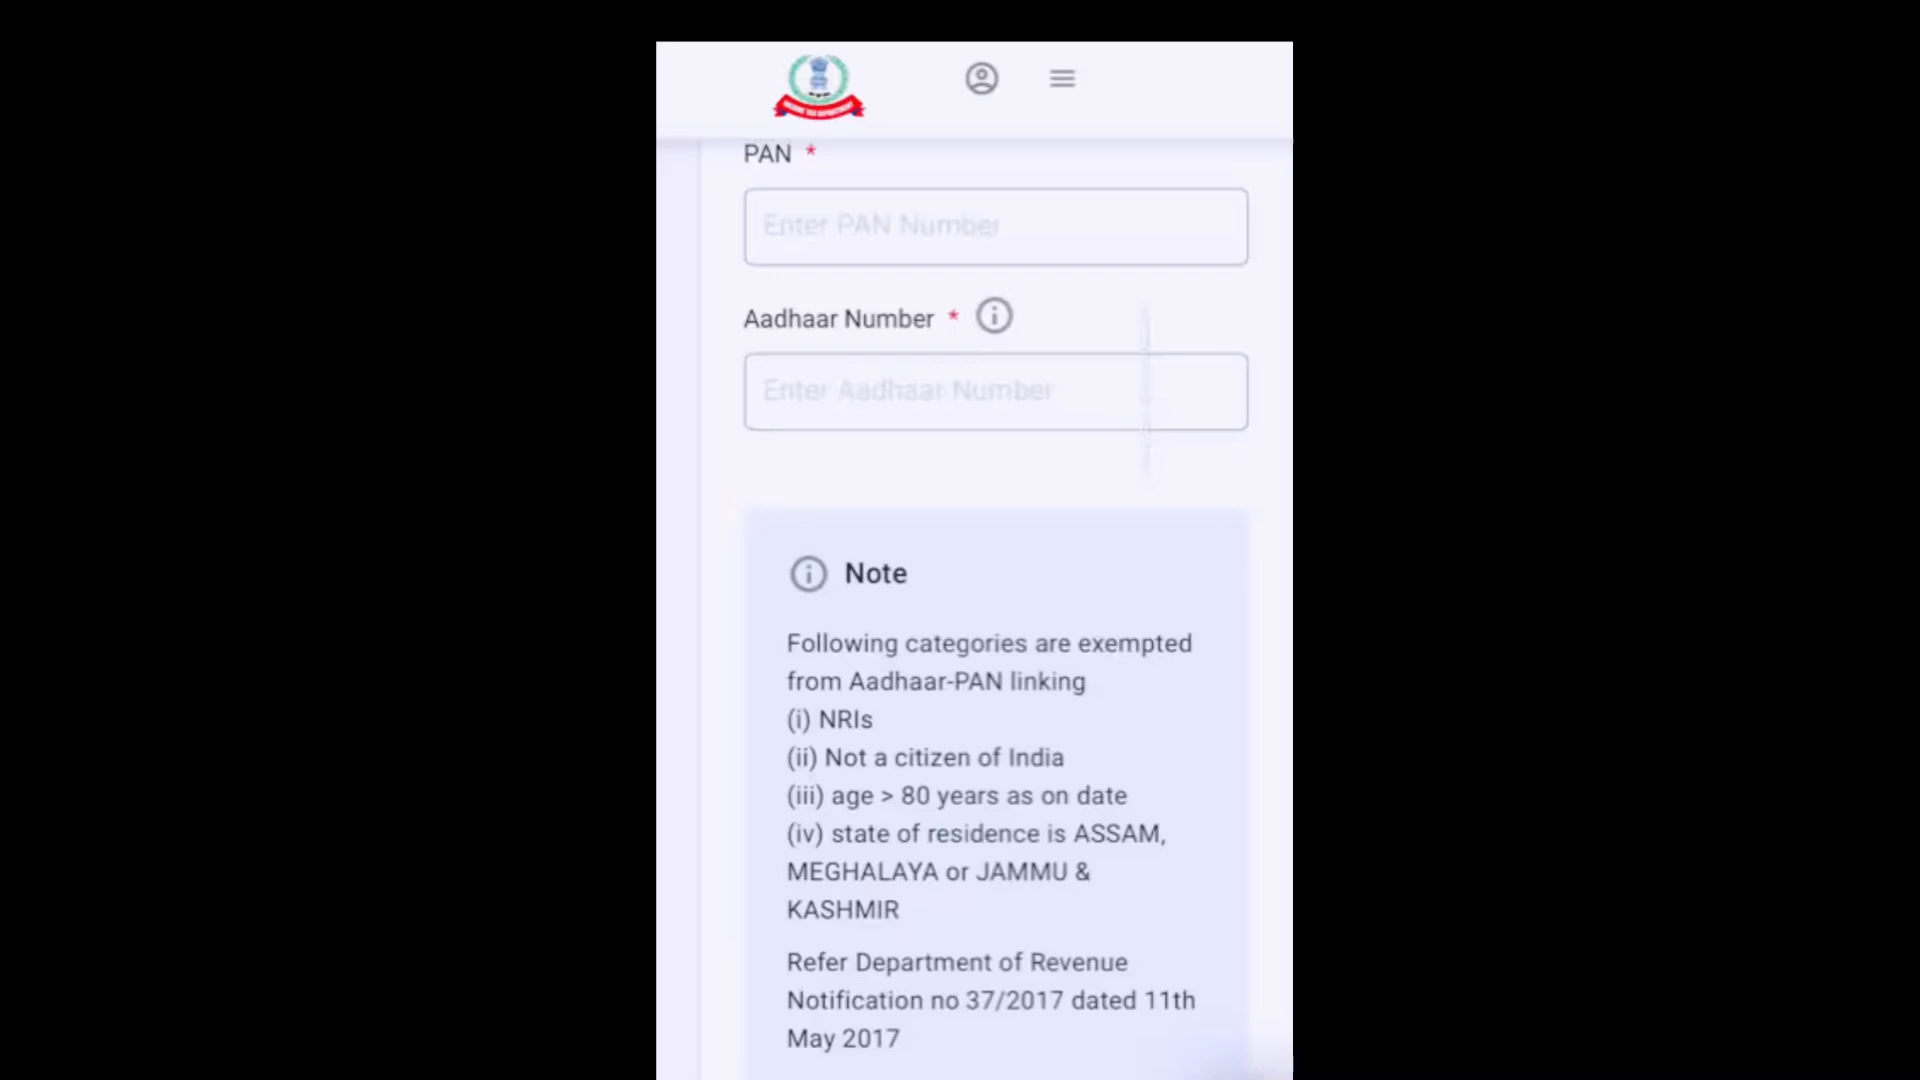 PAN *
Enter PAN Number
Aadhaar Number *
Enter Aadhaar Number
Note
Following categories are exempted
from Aadhaar-PAN linking
(i) NRIs
(ii) Not a citizen of India
(iii) age > 80 years as on date
(iv) state of residence is ASSAM,
MEGHALAYA or JAMMU &
KASHMIR
Refer Department of Revenue
Notification no 37/2017 dated 11th
May 2017